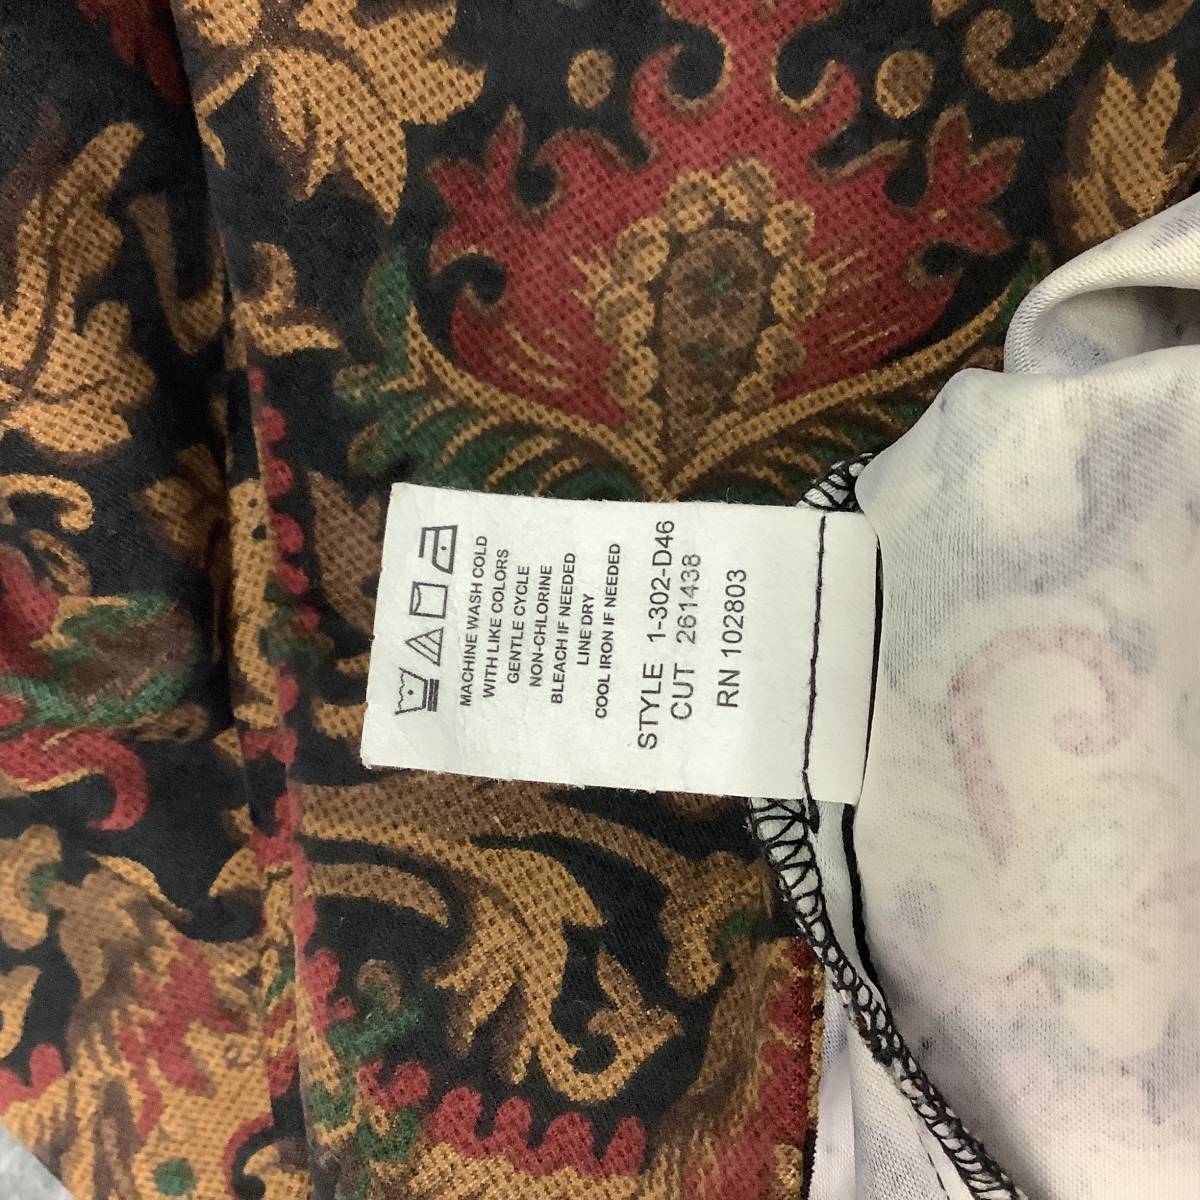 MACHINE WASH COLD
WITH LIKE COLORS
GENTLE CYCLE
NON-CHLORINE
BLEACH IF NEEDED
LINE DRY
COOL IRON IF NEEDED
STYLE 1-302-D46
CUT 261438
RN 102803